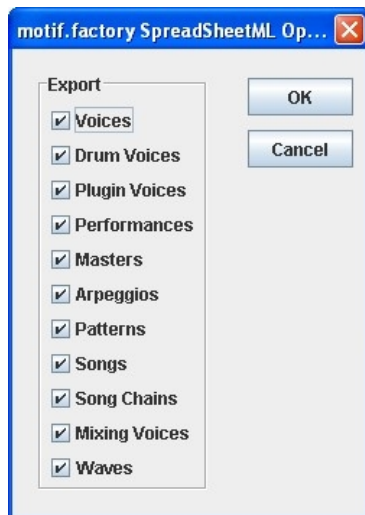 motif.factory SpreadSheetML Op...
Export
Voices
Drum Voices
Plugin Voices
Performances
Masters
Arpeggios
Patterns
Songs
Song Chains
Mixing Voices
Waves
OK
Cancel